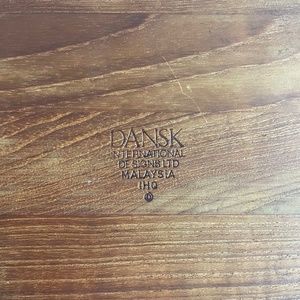 DANSK
INTERNATIONAL
DESIGNS LTD
MALAYSIA
IHQ